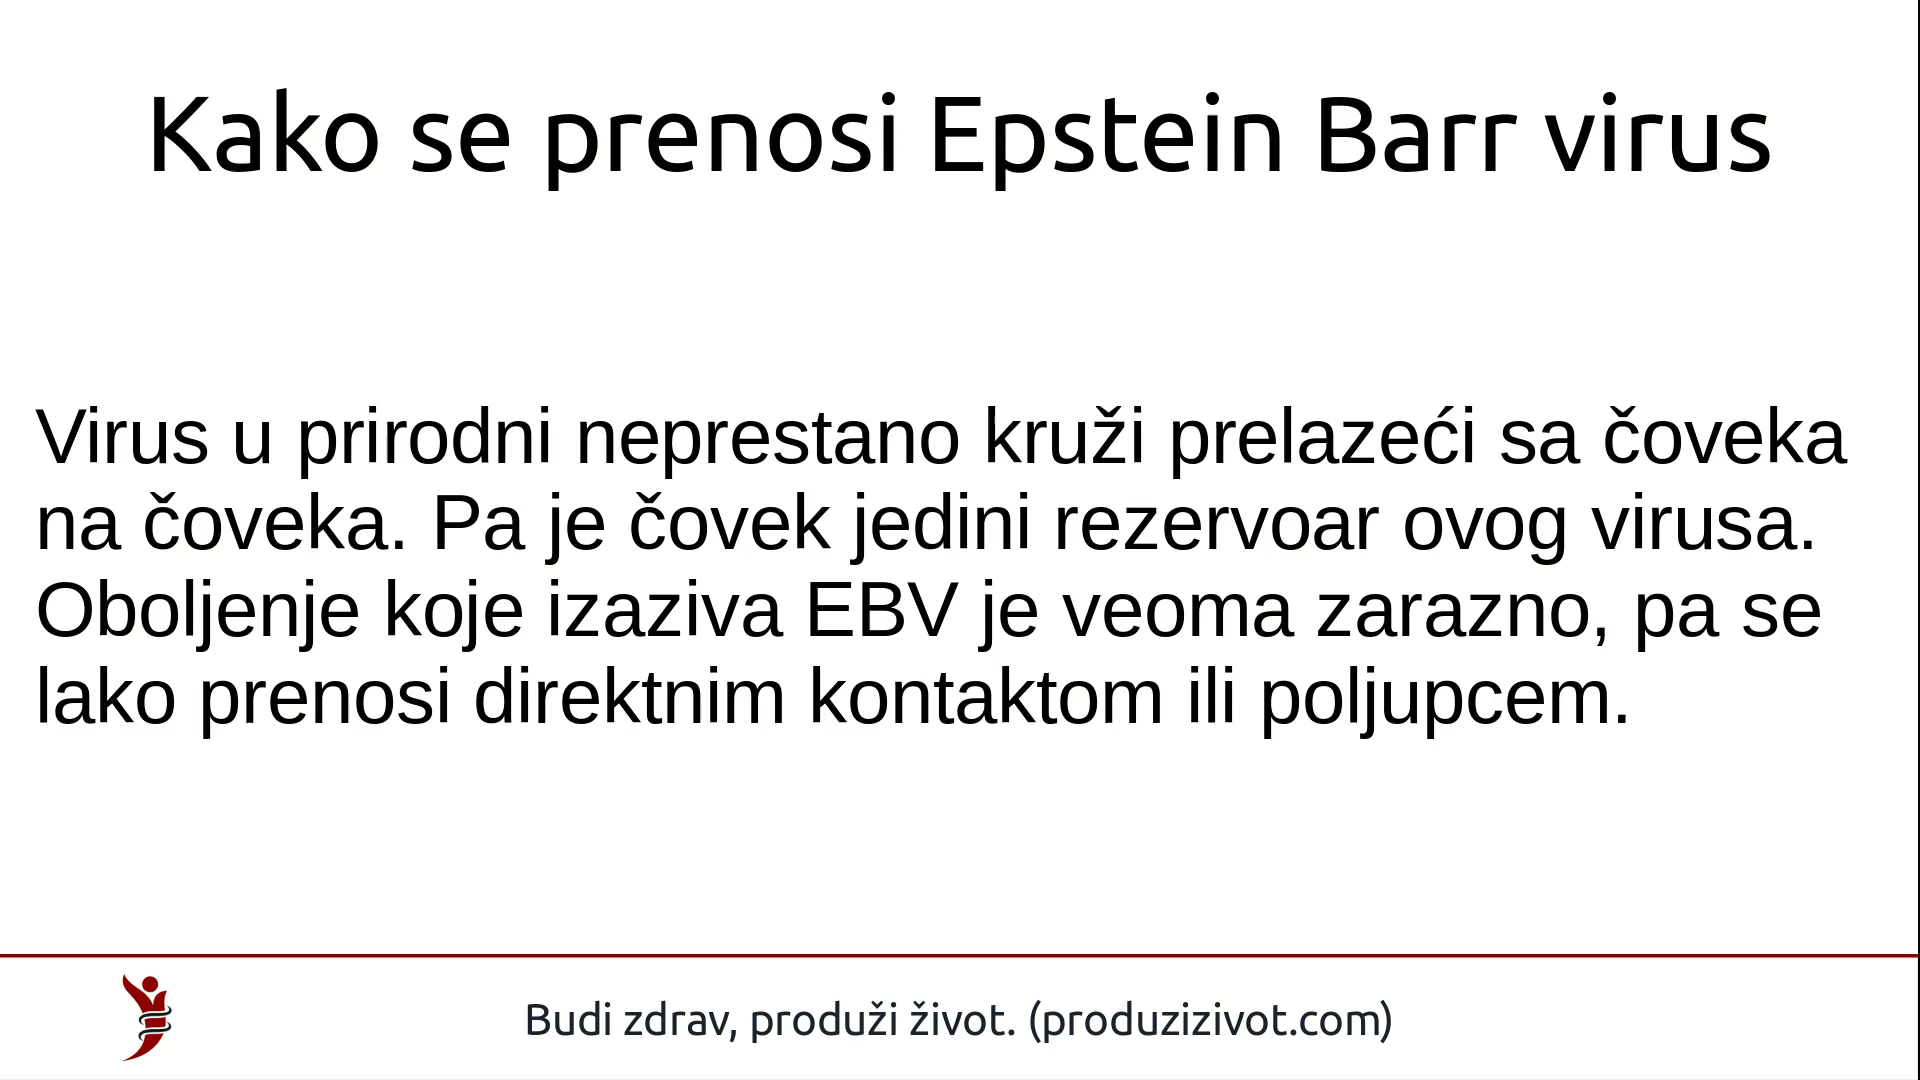 Kako se prenosi Epstein Barr virus
Virus u prirodni neprestano kruži prelazeći sa čoveka
na čoveka. Pa je čovek jedini rezervoar ovog virusa.
Oboljenje koje izaziva EBV je veoma zarazno, pa se
lako prenosi direktnim kontaktom ili poljupcem.
Budi zdrav, produži život. (produzizivot.com)